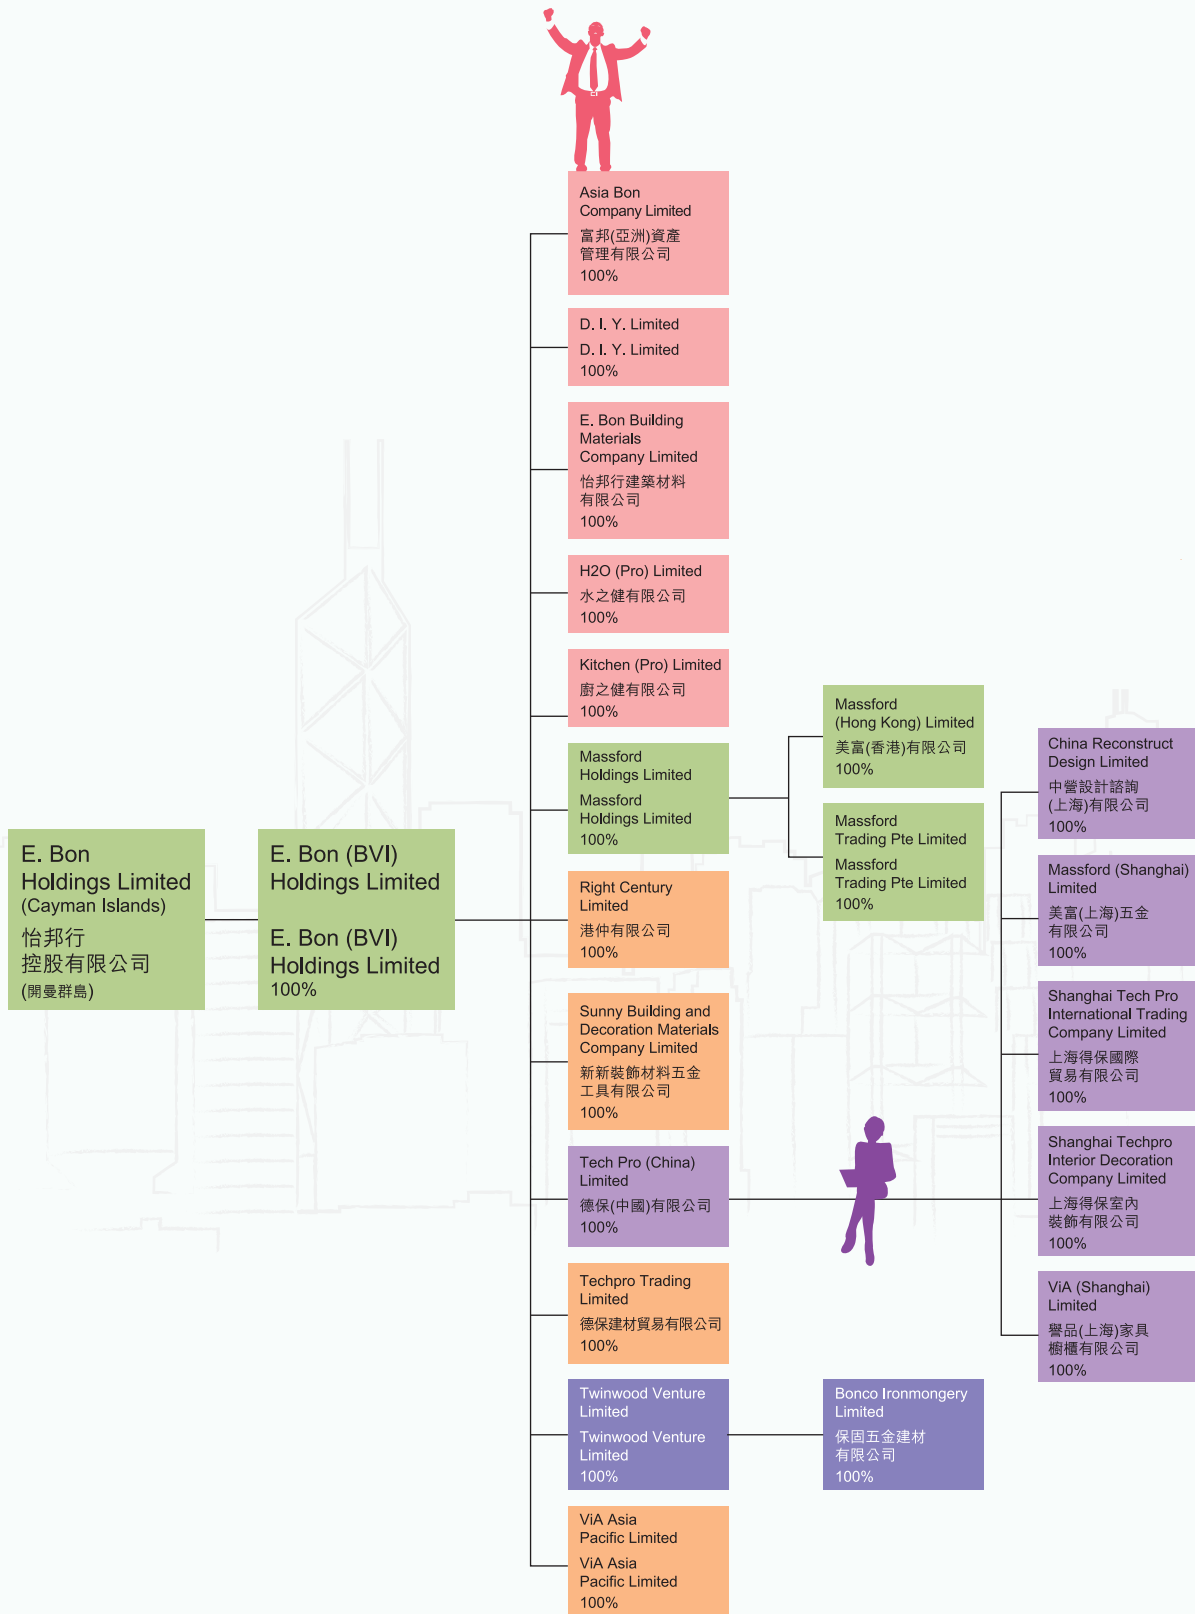 E. Bon
Holdings Limited
(Cayman Islands)
怡邦行
控股有限公司
(開曼群島)
E. Bon (BVI)
Holdings Limited
E. Bon (BVI)
Holdings Limited
100%
Asia Bon
Company Limited
富邦(亞洲)資產
管理有限公司
100%
D. I. Y. Limited
D. I. Y. Limited
100%
E. Bon Building
Materials
Company Limited
怡邦行建築材料
有限公司
100%
H2O (Pro) Limited
水之健有限公司
100%
Kitchen (Pro) Limited
廚之健有限公司
100%
Massford
Holdings Limited
Massford
Holdings Limited
100%
Right Century
Limited
港仲有限公司
100%
Sunny Building and
Decoration Materials
Company Limited
新新裝飾材料五金
工具有限公司
100%
Tech Pro (China)
Limited
德保(中國)有限公司
100%
Techpro Trading
Limited
德保建材貿易有限公司
100%
Twinwood Venture
Limited
Twinwood Venture
Limited
100%
ViA Asia
Pacific Limited
ViA Asia
Pacific Limited
100%
Massford
(Hong Kong) Limited
美富(香港)有限公司
100%
Massford
Trading Pte Limited
Massford
Trading Pte Limited
100%
Bonco Ironmongery
Limited
保固五金建材
有限公司
100%
China Reconstruct
Design Limited
中營設計諮詢
(上海)有限公司
100%
Massford (Shanghai)
Limited
美富(上海)五金
有限公司
100%
Shanghai Tech Pro
International Trading
Company Limited
上海得保國際
貿易有限公司
100%
Shanghai Techpro
Interior Decoration
Company Limited
上海得保室內
裝飾有限公司
100%
ViA (Shanghai)
Limited
譽品(上海)家具
櫥櫃有限公司
100%